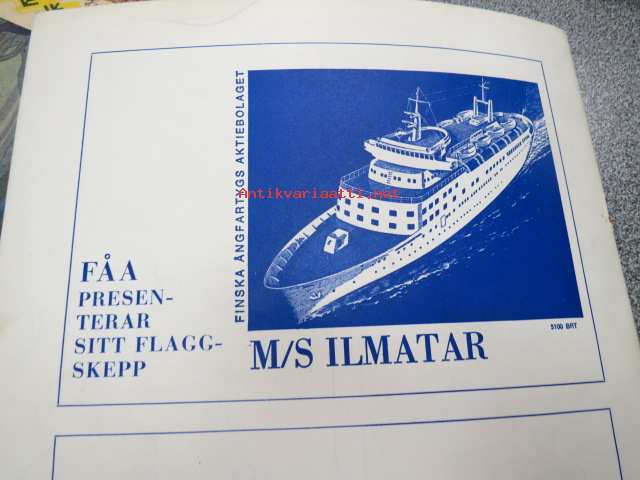 FINSKA ÅNGFARTYGS AKTIEBOLAGET
Antikvariaatti.net
FÅA
PRESEN-
TERAR
SITT FLAGG-
SKEPP
5100 BRT
M/S ILMATAR